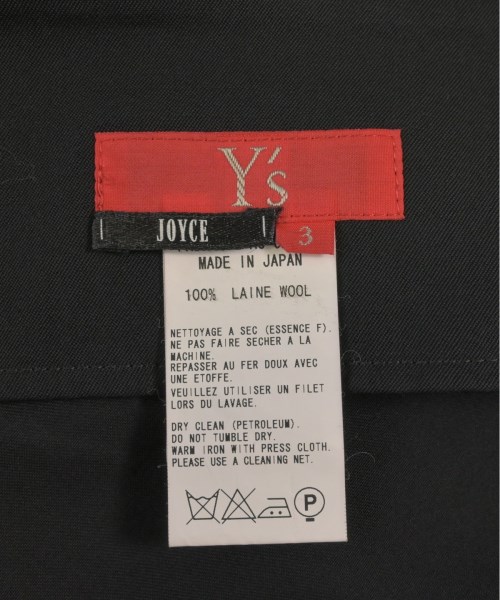 Y's
JOYCE
3
MADE IN JAPAN
100% LAINE WOOL
NETTOYAGE A SEC (ESSENCE F).
NE PAS FAIRE SECHER A LA
MACHINE.
REPASSER AU FER DOUX AVEC
UNE ETOFFE.
VEUILLEZ UTILISER UN FILET
LORS DU LAVAGE.
DRY CLEAN (PETROLEUM).
DO NOT TUMBLE DRY.
WARM IRON WITH PRESS CLOTH.
PLEASE USE A CLEANING NET.
P